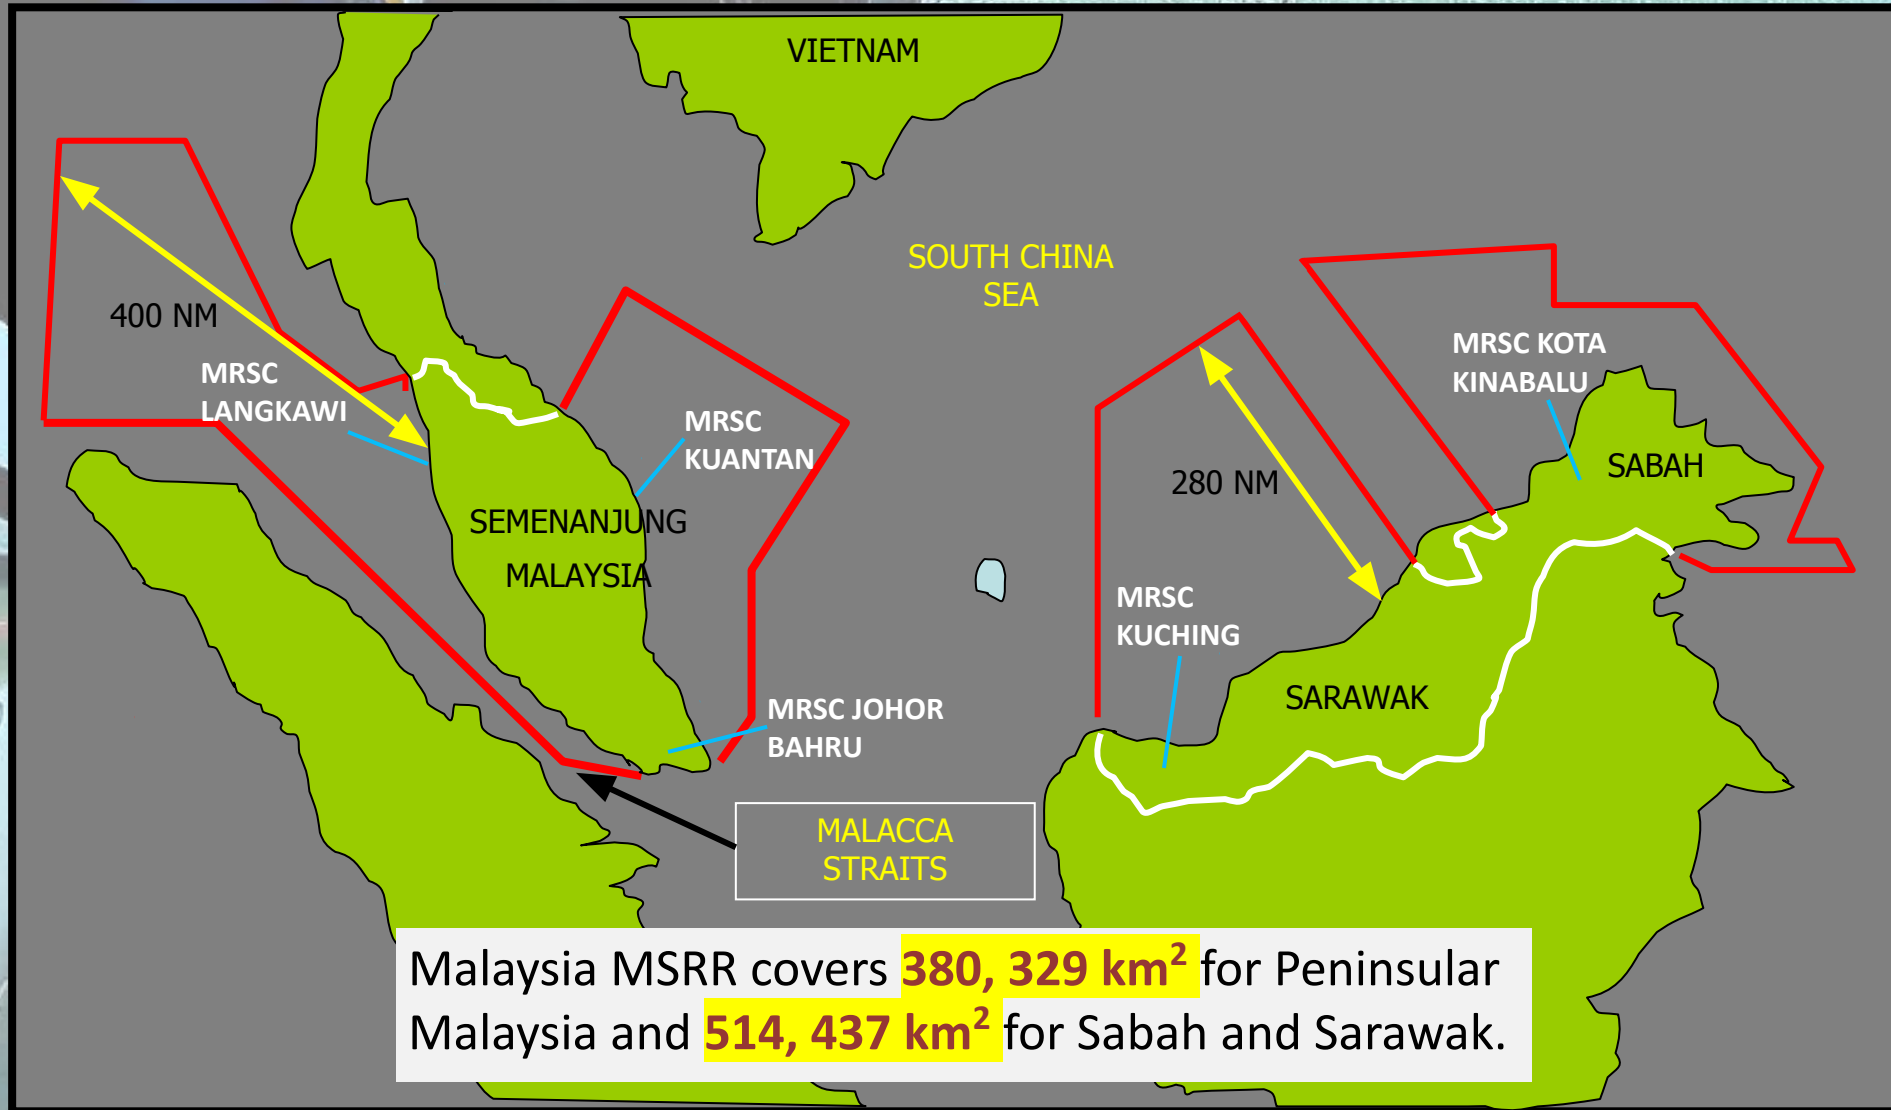 VIETNAM
SOUTH CHINA
SEA
400 NM
MRSC
LANGKAWI
MRSC
KUANTAN
SEMENANJUNG
MALAYSIA
MRSC KOTA
KINABALU
SABAH
280 NM
MRSC
KUCHING
SARAWAK
MRSC JOHOR
BAHRU
MALACCA
STRAITS
Malaysia MSRR covers 380, 329 km² for Peninsular
Malaysia and 514, 437 km² for Sabah and Sarawak.